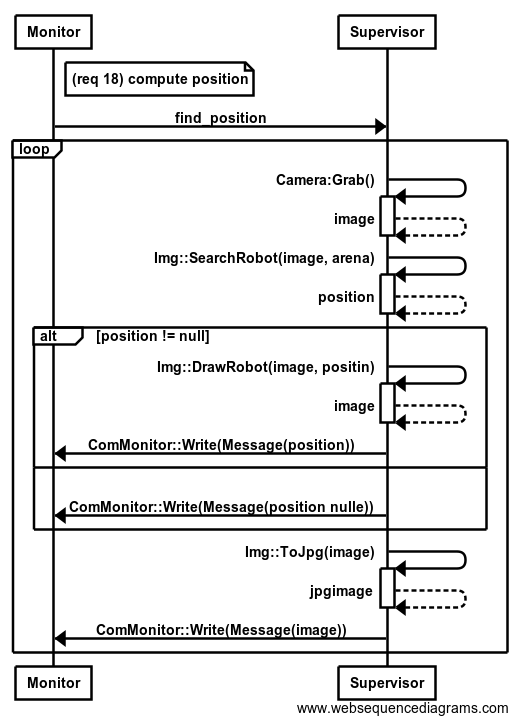 Monitor
Supervisor
(req 18) compute position
find_position
loop
Camera:Grab()
image
Img::SearchRobot(image, arena)
position
alt [position != null]
Img::DrawRobot(image, positin)
image
ComMonitor::Write(Message(position))
ComMonitor::Write(Message(position nulle))
Img::ToJpg(image)
jpgimage
ComMonitor::Write(Message(image))
Monitor
Supervisor
www.websequencediagrams.com